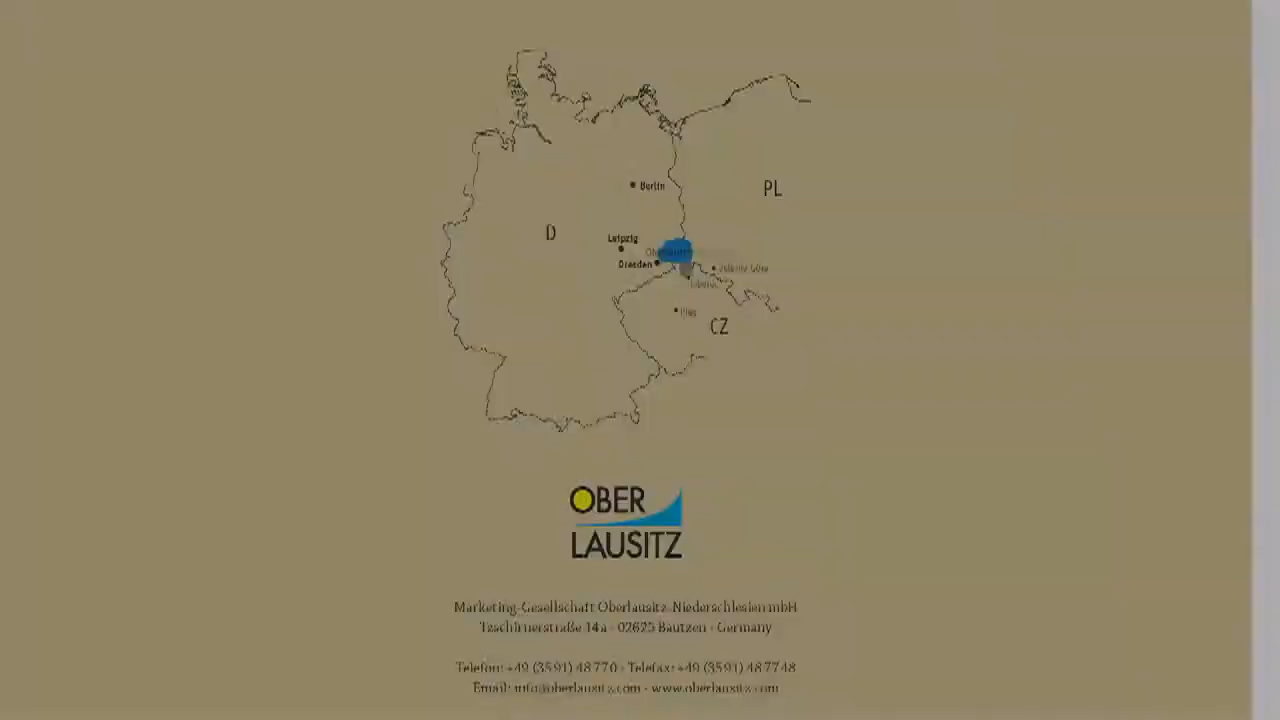 Berlin
PL
D
Leipzig
Dresden
CZ
OBER
LAUSITZ
Marketing-Gesellschaft Oberlausitz-Niederschlesien mbH
Tzschirnerstraße 14a · 02625 Bautzen · Germany
Telefon: +49 (3591) 48770 · Telefax: +49 (3591) 487748
Email: info@oberlausitz.com · www.oberlausitz.com